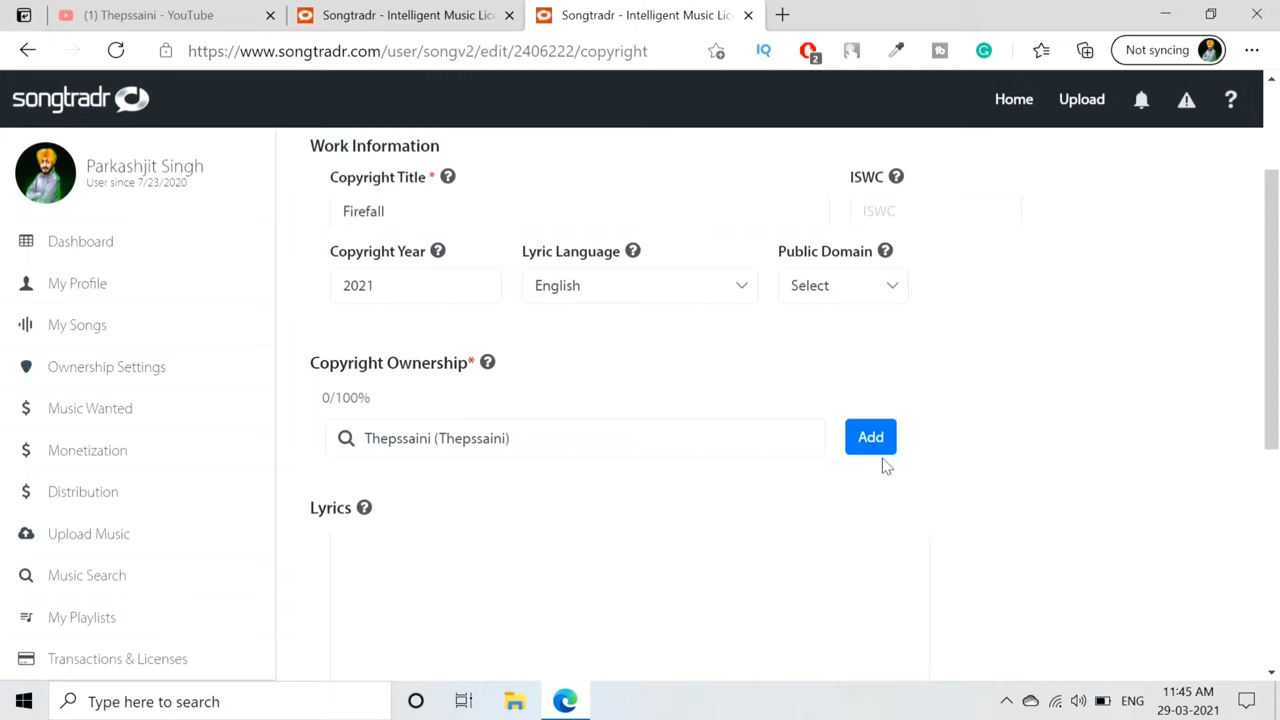 (1) Thepssaini - YouTube
Songtradr - Intelligent Music Lic
Songtradr - Intelligent Music Lic
https://www.songtradr.com/user/songv2/edit/2406222/copyright
IQ
2
tb
Not syncing
songtradr
Home
Upload
?
Parkashjit Singh
User since 7/23/2020
Dashboard
My Profile
My Songs
Ownership Settings
Music Wanted
Monetization
Distribution
Upload Music
Music Search
My Playlists
Transactions & Licenses
Work Information
Copyright Title * ?
ISWC ?
Firefall
ISWC
Copyright Year ?
Lyric Language ?
Public Domain ?
2021
English
Select
Copyright Ownership* ?
0/100%
Thepssaini (Thepssaini)
Add
Lyrics ?
Type here to search
ENG
11:45 AM
29-03-2021